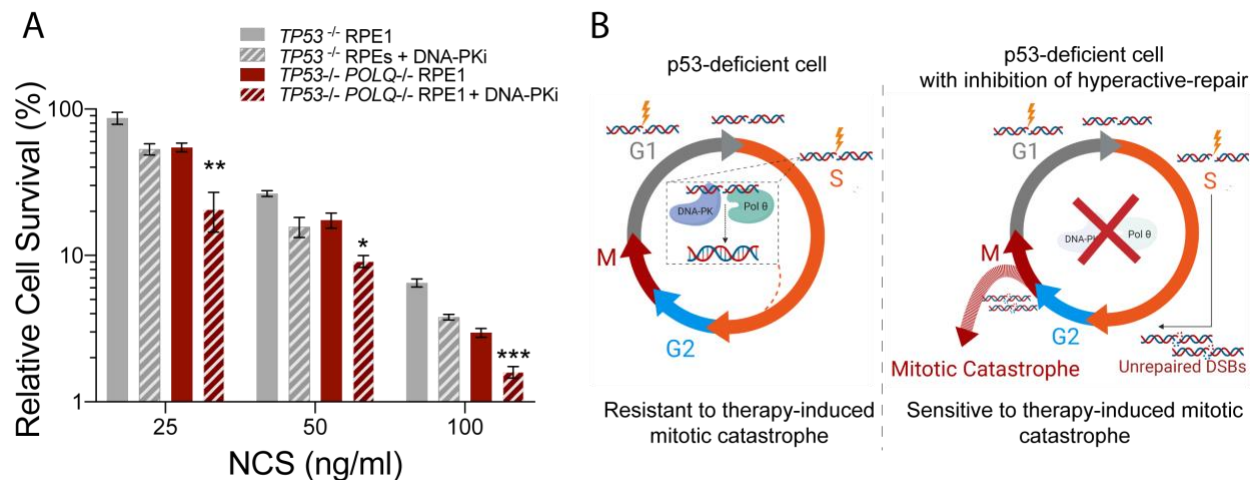 A
TP53 -/- RPE1
TP53 -/- RPEs + DNA-PKi
TP53-/- POLQ-/- RPE1
TP53-/- POLQ-/- RPE1 + DNA-PKi
Relative Cell Survival (%)
100
10
1
**
*
***
25 50 100
NCS (ng/ml)
B
p53-deficient cell
G1
S
DNA-PK
Pol θ
M
G2
Resistant to therapy-induced
mitotic catastrophe
p53-deficient cell
with inhibition of hyperactive-repair
G1
S
DNA-PK
Pol θ
M
G2
Mitotic Catastrophe
Unrepaired DSBs
Sensitive to therapy-induced mitotic
catastrophe